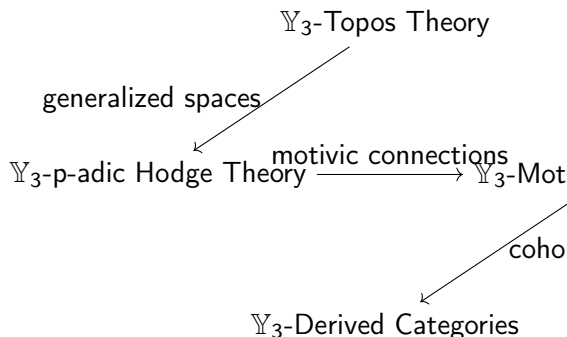 𝕐₃-Topos Theory
generalized spaces
motivic connections
𝕐₃-p-adic Hodge Theory 𝕐₃-Mot
coho
𝕐₃-Derived Categories